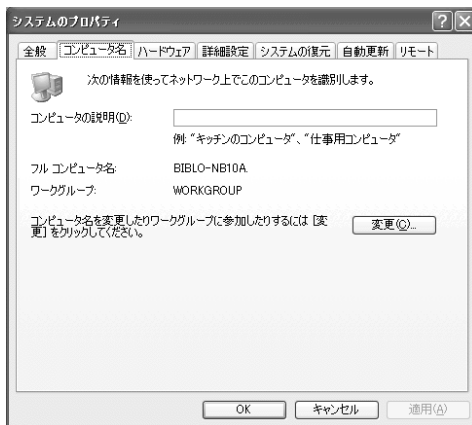 システムのプロパティ
全般 コンピュータ名 ハードウェア 詳細設定 システムの復元 自動更新 リモート
次の情報を使ってネットワーク上でこのコンピュータを識別します。
コンピュータの説明(D):
例: "キッチンのコンピュータ"、"仕事用コンピュータ"
フル コンピュータ名: BIBLO-NB10A.
ワークグループ: WORKGROUP
コンピュータ名を変更したりワークグループに参加したりするには [変
更] をクリックしてください。
変更(C)...
OK キャンセル 適用(A)